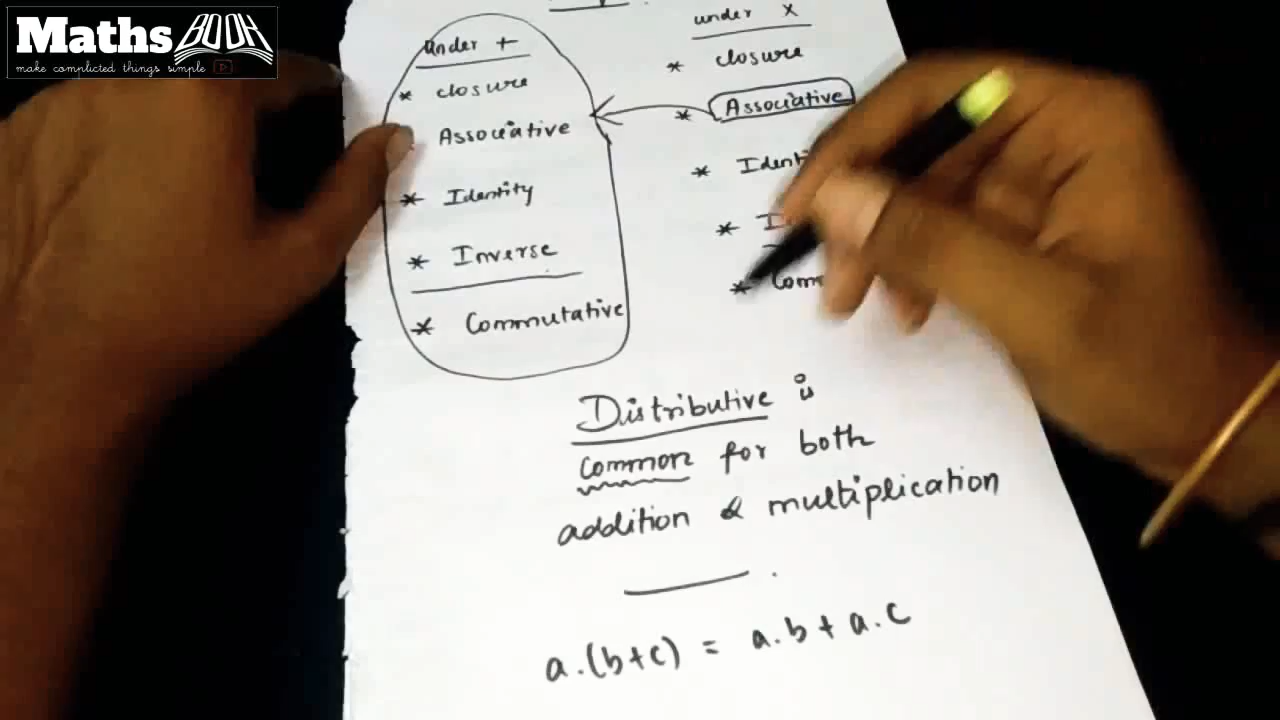 Maths BOOK
make complicted things simple
under +
* closure
Associative
* Identity
* Inverse
* Commutative
under X
* closure
* Associative
*
*
*
Distributive is
common for both
addition & multiplication
a.(b+c) = a.b + a.c